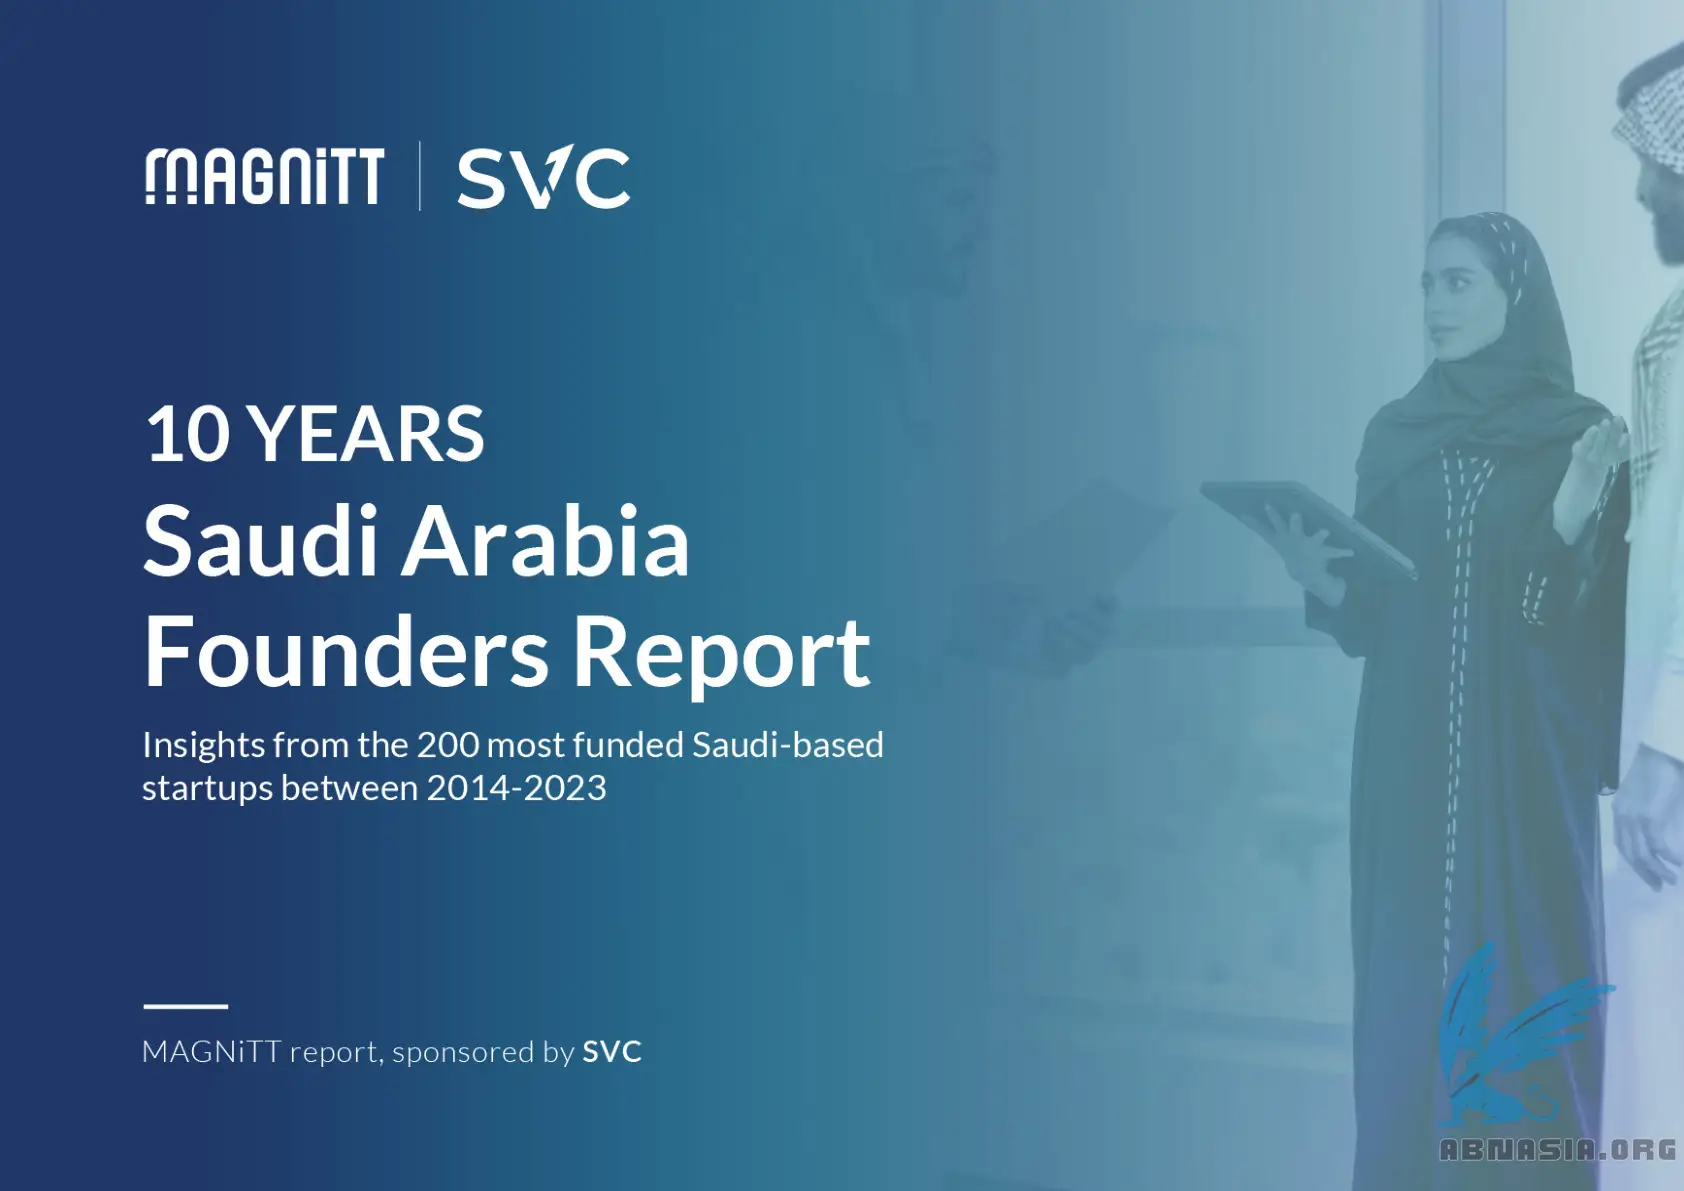 MAGNiTT
SVC
10 YEARS
Saudi Arabia
Founders Report
Insights from the 200 most funded Saudi-based
startups between 2014-2023
MAGNiTT report, sponsored by SVC
ABNASIA.ORG